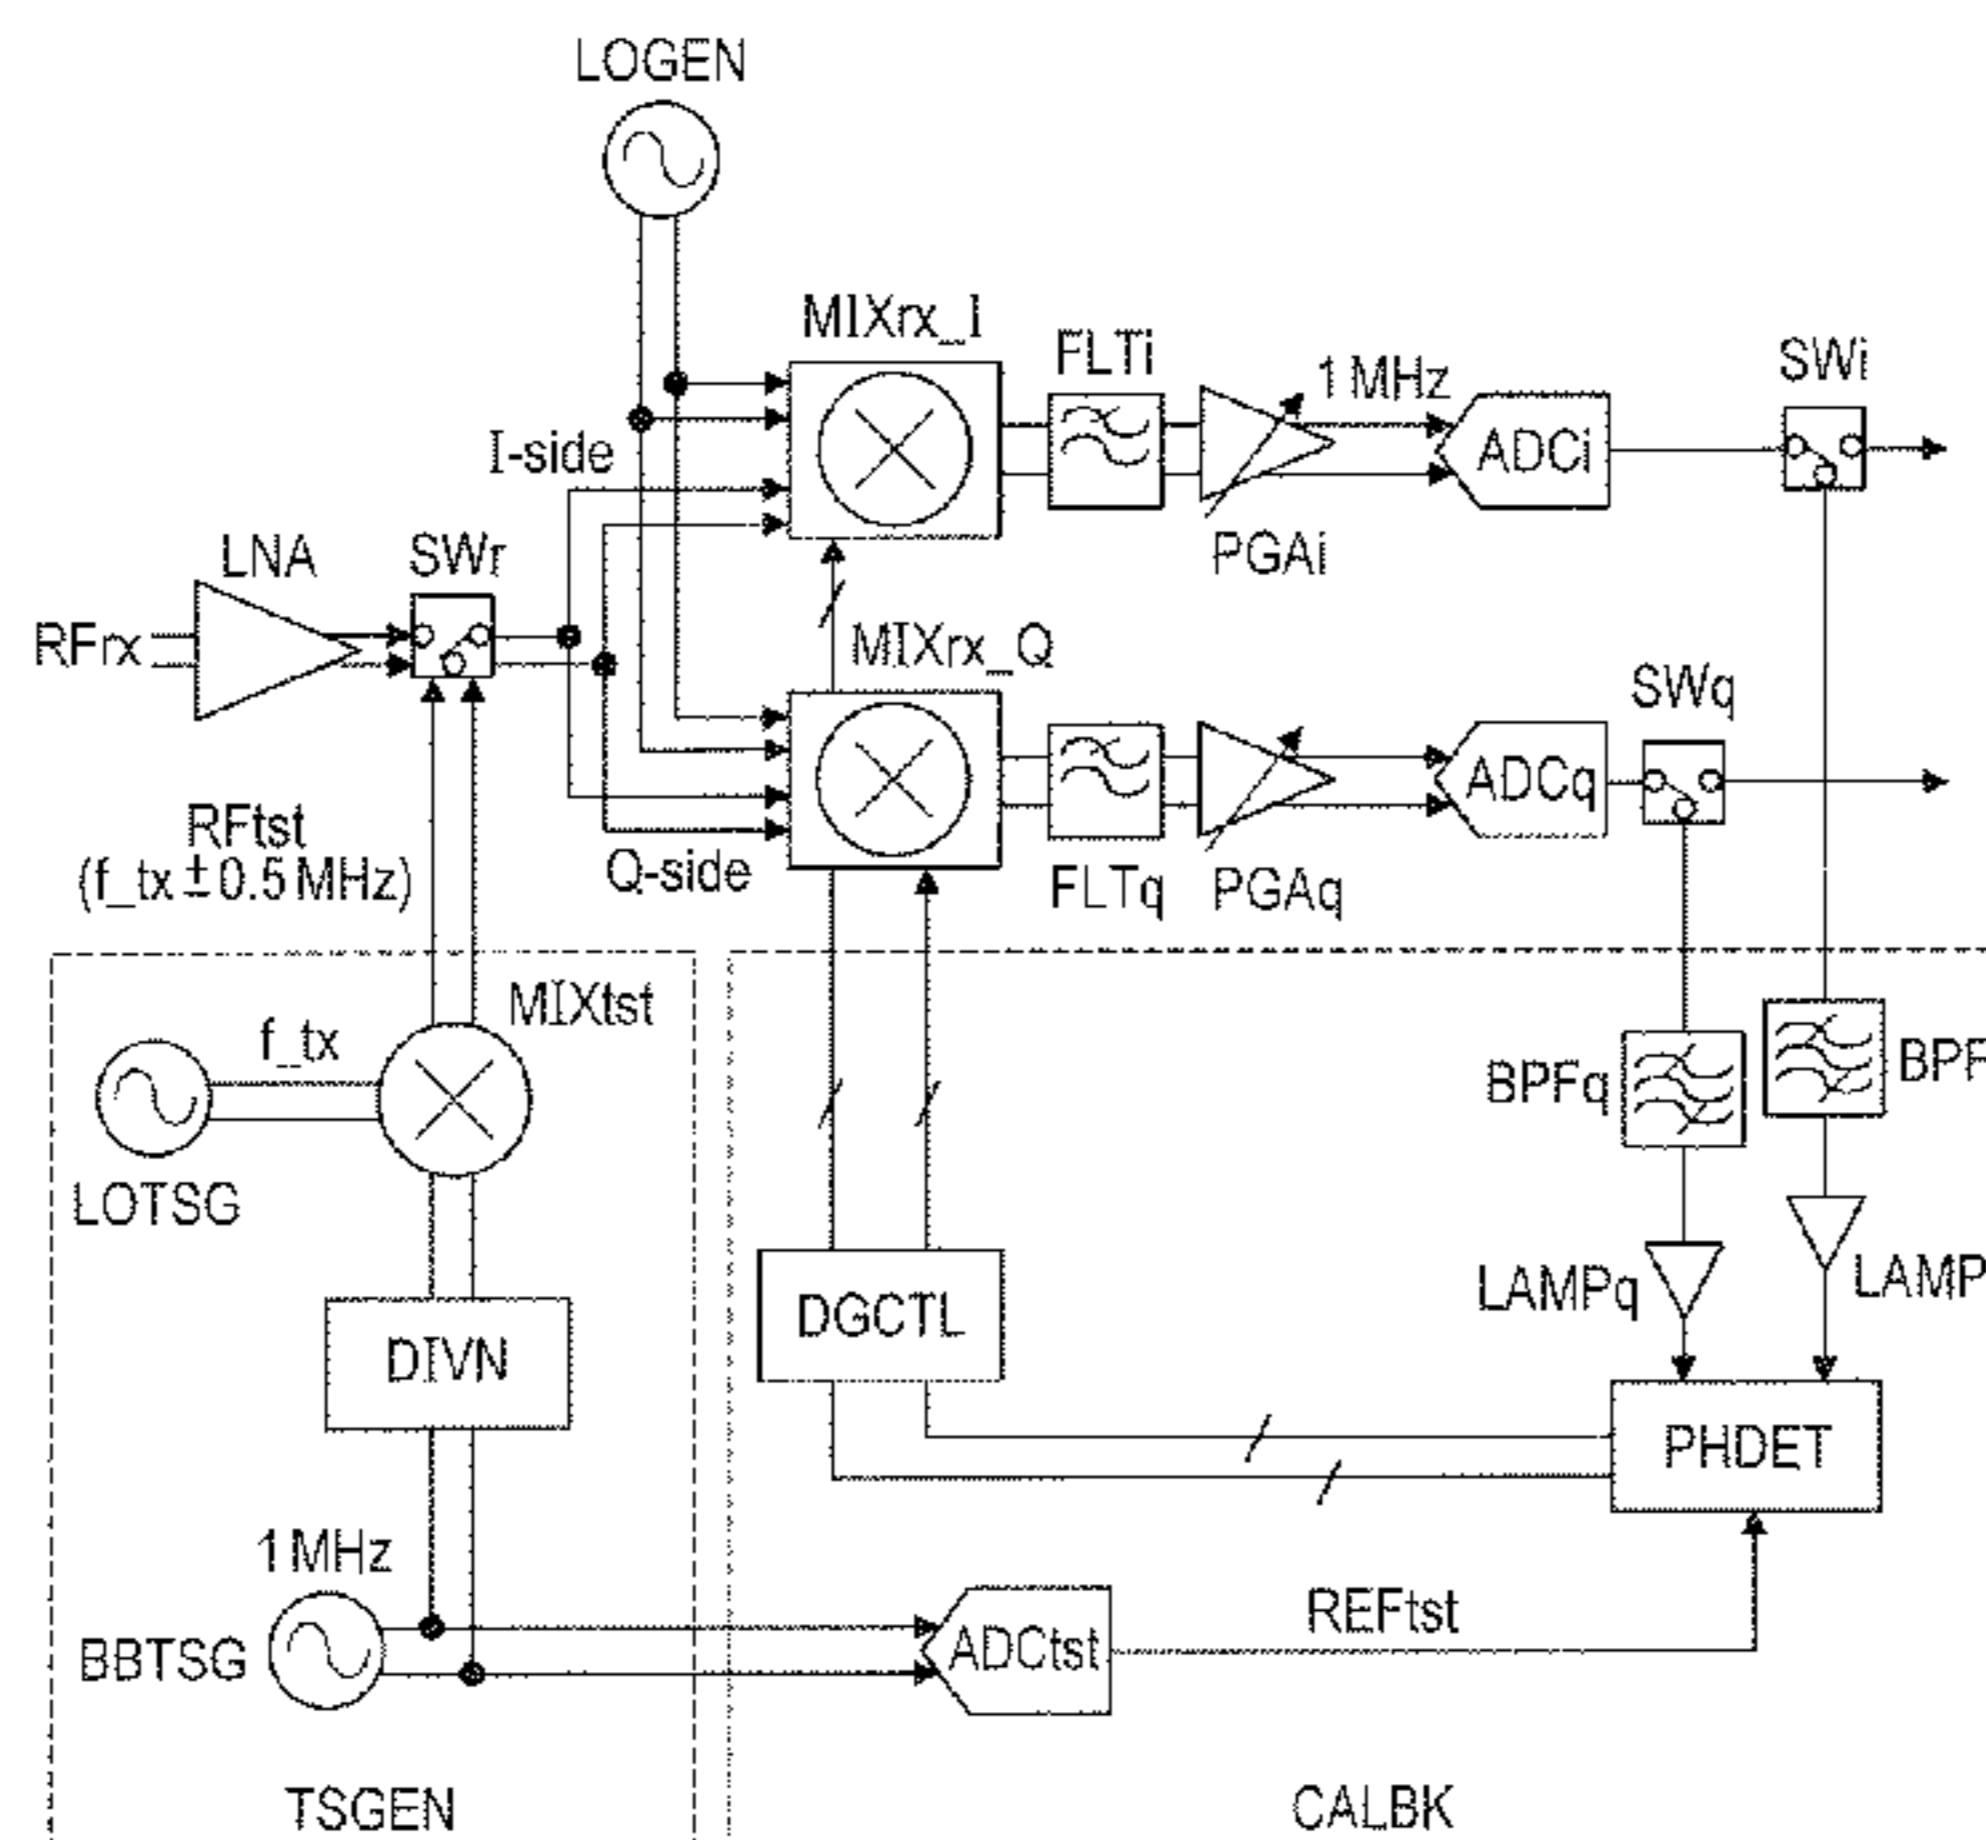 LOGEN
MIXrx_I
FLTi
1 MHz
SWi
I-side
ADCi
LNA
SWr
PGAi
RFrx
MIXrx_Q
SWq
ADCq
RFtst
(f_tx±0.5 MHz)
Q-side
FLTq
PGAq
MIXtst
f_tx
BPFq
BPF
LOTSG
LAMPq
LAMP
DGCTL
DIVN
PHDET
1 MHz
REFtst
BBTSG
ADCtst
TSGEN
CALBK